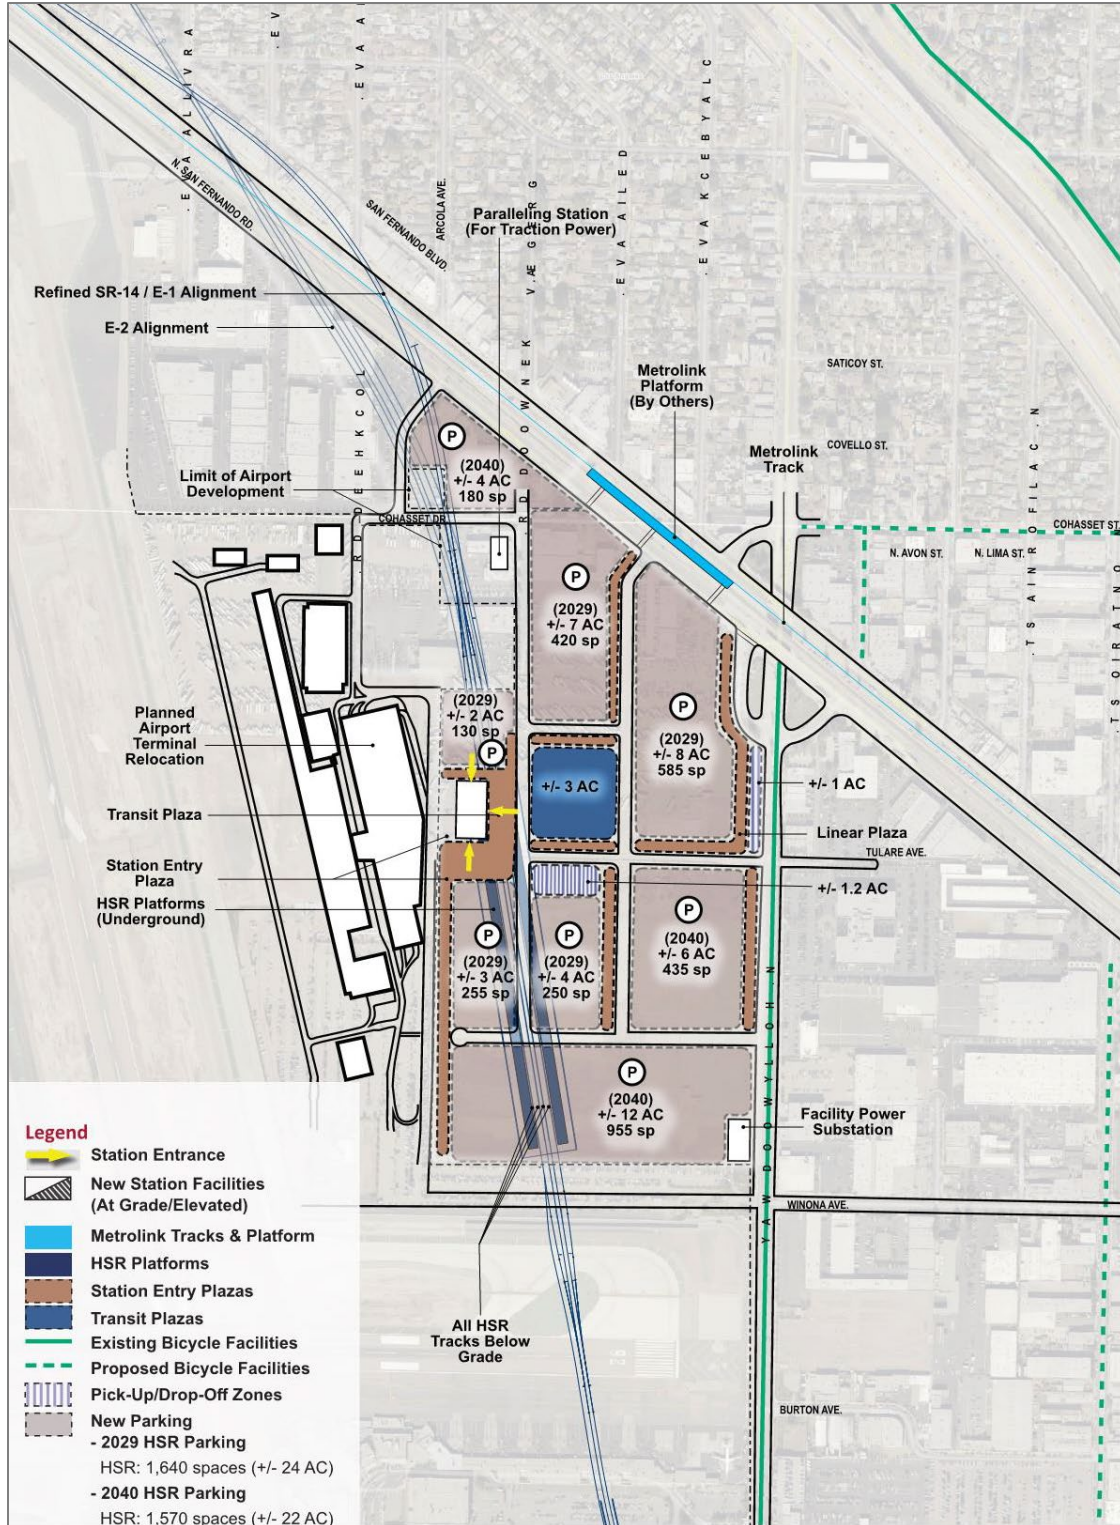 N. SAN FERNANDO RD.
ARCOLA AVE.
SAN FERNANDO BLVD.
Paralleling Station
(For Traction Power)
Refined SR-14 / E-1 Alignment
E-2 Alignment
SATICOY ST.
Metrolink
Platform
(By Others)
COVELLO ST.
Metrolink
Track
Limit of Airport
Development
P
(2040)
+/- 4 AC
180 sp
COHASSET DR.
COHASSET ST.
N. AVON ST.
N. LIMA ST.
P
(2029)
+/- 7 AC
420 sp
(2029)
+/- 2 AC
130 sp
P
P
(2029)
+/- 8 AC
585 sp
Planned
Airport
Terminal
Relocation
+/- 3 AC
+/- 1 AC
Transit Plaza
Linear Plaza
TULARE AVE.
Station Entry
Plaza
+/- 1.2 AC
HSR Platforms
(Underground)
P
(2029)
+/- 3 AC
255 sp
P
(2029)
+/- 4 AC
250 sp
P
(2040)
+/- 6 AC
435 sp
P
(2040)
+/- 12 AC
955 sp
Facility Power
Substation
WINONA AVE.
All HSR
Tracks Below
Grade
BURTON AVE.
Legend
Station Entrance
New Station Facilities
(At Grade/Elevated)
Metrolink Tracks & Platform
HSR Platforms
Station Entry Plazas
Transit Plazas
Existing Bicycle Facilities
Proposed Bicycle Facilities
Pick-Up/Drop-Off Zones
New Parking
- 2029 HSR Parking
HSR: 1,640 spaces (+/- 24 AC)
- 2040 HSR Parking
HSR: 1,570 spaces (+/- 22 AC)